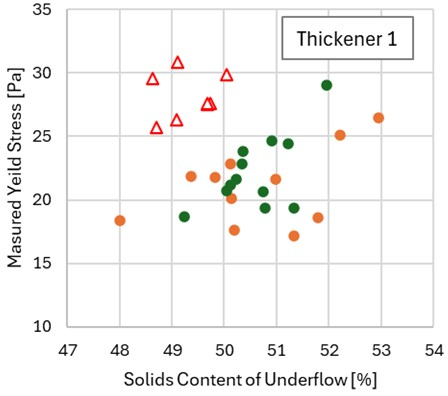 35
Thickener 1
30
25
20
15
10
Masured Yeild Stress [Pa]
47 48 49 50 51 52 53 54
Solids Content of Underflow [%]